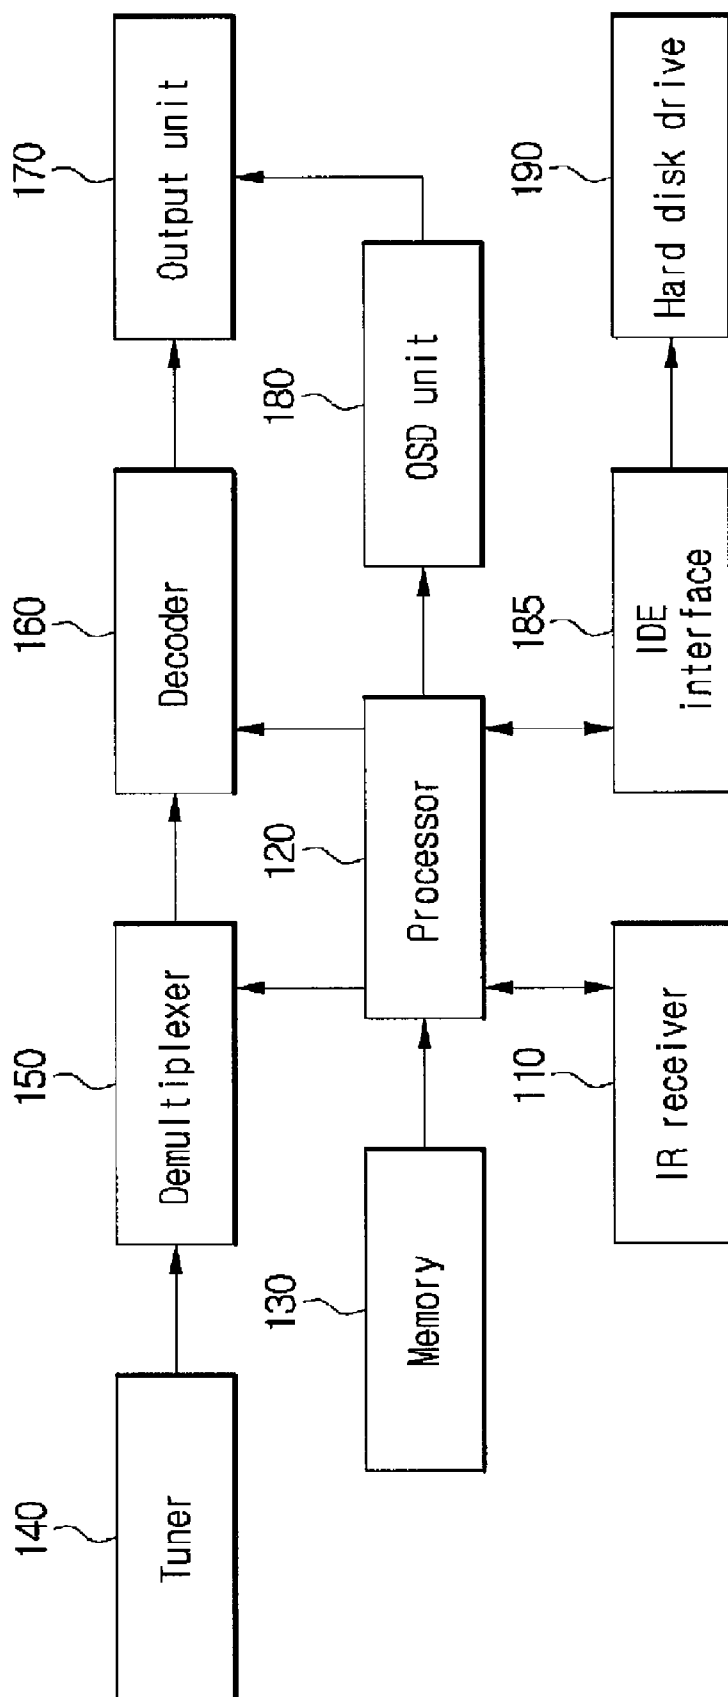 140
Tuner
150
Demultiplexer
160
Decoder
170
Output unit
130
Memory
120
Processor
180
OSD unit
110
IR receiver
185
IDE
interface
190
Hard disk drive